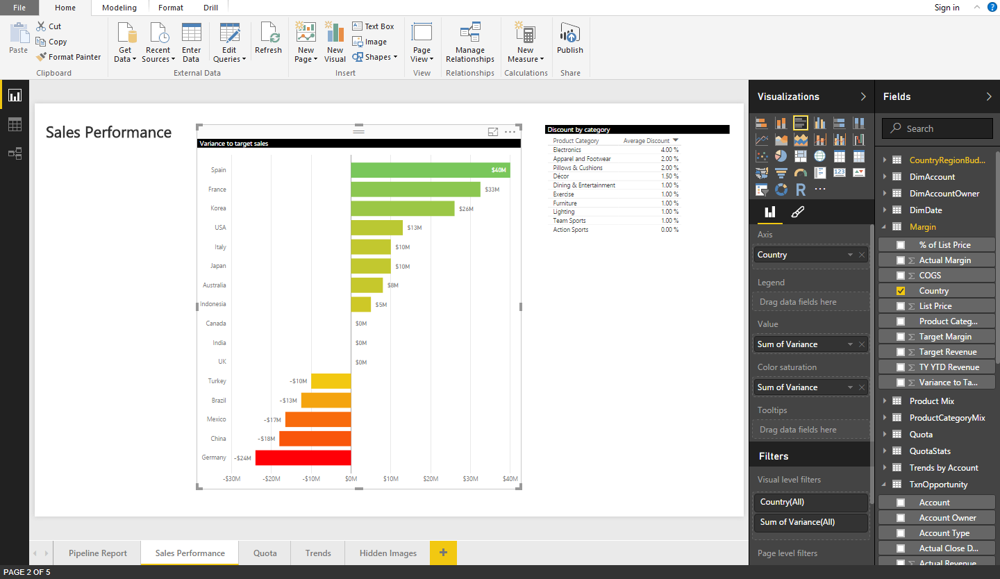 File Home Modeling Format Drill Sign in ?
Paste
Cut
Copy
Format Painter
Clipboard
Get Data
Recent Sources
Enter Data
Edit Queries
External Data
Refresh
New Page
New Visual
Text Box
Image
Shapes
Insert
Page View
View
Manage Relationships
Relationships
New Measure
Calculations
Publish
Share
Sales Performance
Variance to target sales
Spain $40M
France $33M
Korea $26M
USA $13M
Italy $10M
Japan $10M
Australia $8M
Indonesia $5M
Canada $0M
India $0M
UK $0M
Turkey -$10M
Brazil -$13M
Mexico -$17M
China -$18M
Germany -$24M
-$30M -$20M -$10M $0M $10M $20M $30M $40M
Discount by category
Product Category Average Discount
Electronics 4.00 %
Apparel and Footwear 2.00 %
Pillows & Cushions 2.00 %
Décor 1.50 %
Dining & Entertainment 1.00 %
Exercise 1.00 %
Furniture 1.00 %
Lighting 1.00 %
Team Sports 1.00 %
Action Sports 0.00 %
Visualizations
123
R
Axis
Country
Legend
Drag data fields here
Value
Sum of Variance
Color saturation
Sum of Variance
Tooltips
Drag data fields here
Filters
Visual level filters
Country(All)
Sum of Variance(All)
Page level filters
Fields
Search
CountryRegionBud...
DimAccount
DimAccountOwner
DimDate
Margin
% of List Price
Σ Actual Margin
Σ COGS
Country
Σ List Price
Product Categ...
Σ Target Margin
Σ Target Revenue
Σ TY YTD Revenue
Σ Variance to Ta...
Product Mix
ProductCategoryMix
Quota
QuotaStats
Trends by Account
TxnOpportunity
Account
Account Owner
Account Type
Actual Close D...
Σ Actual Revenue
Pipeline Report Sales Performance Quota Trends Hidden Images +
PAGE 2 OF 5